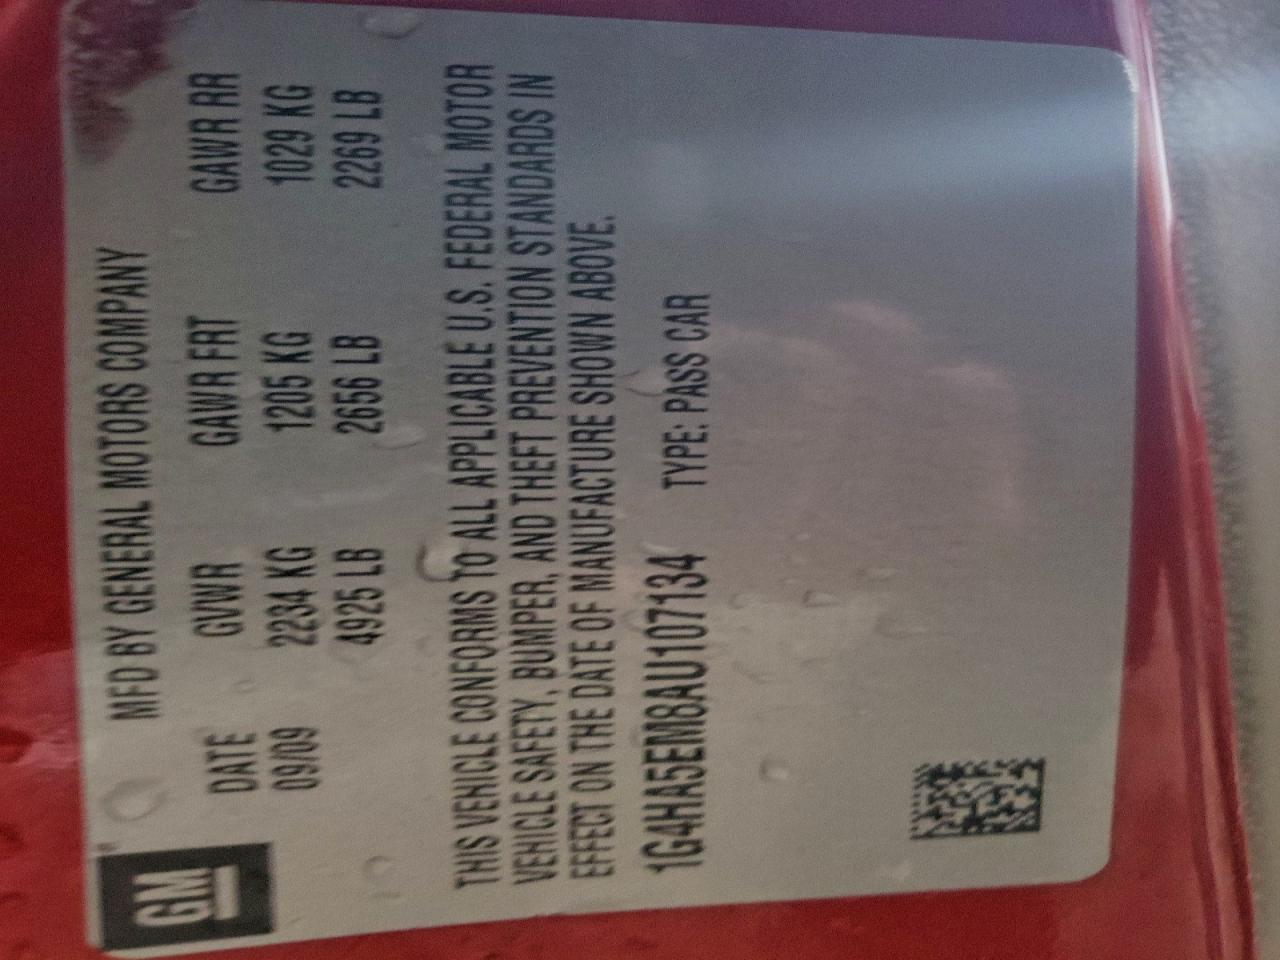 GM
MFD BY GENERAL MOTORS COMPANY
DATE GVWR GAWR FRT GAWR RR
09/09 2234 KG 1205 KG 1029 KG
4925 LB 2656 LB 2269 LB
THIS VEHICLE CONFORMS TO ALL APPLICABLE U.S. FEDERAL MOTOR
VEHICLE SAFETY, BUMPER, AND THEFT PREVENTION STANDARDS IN
EFFECT ON THE DATE OF MANUFACTURE SHOWN ABOVE.
1G4HA5EM8AU107134 TYPE: PASS CAR